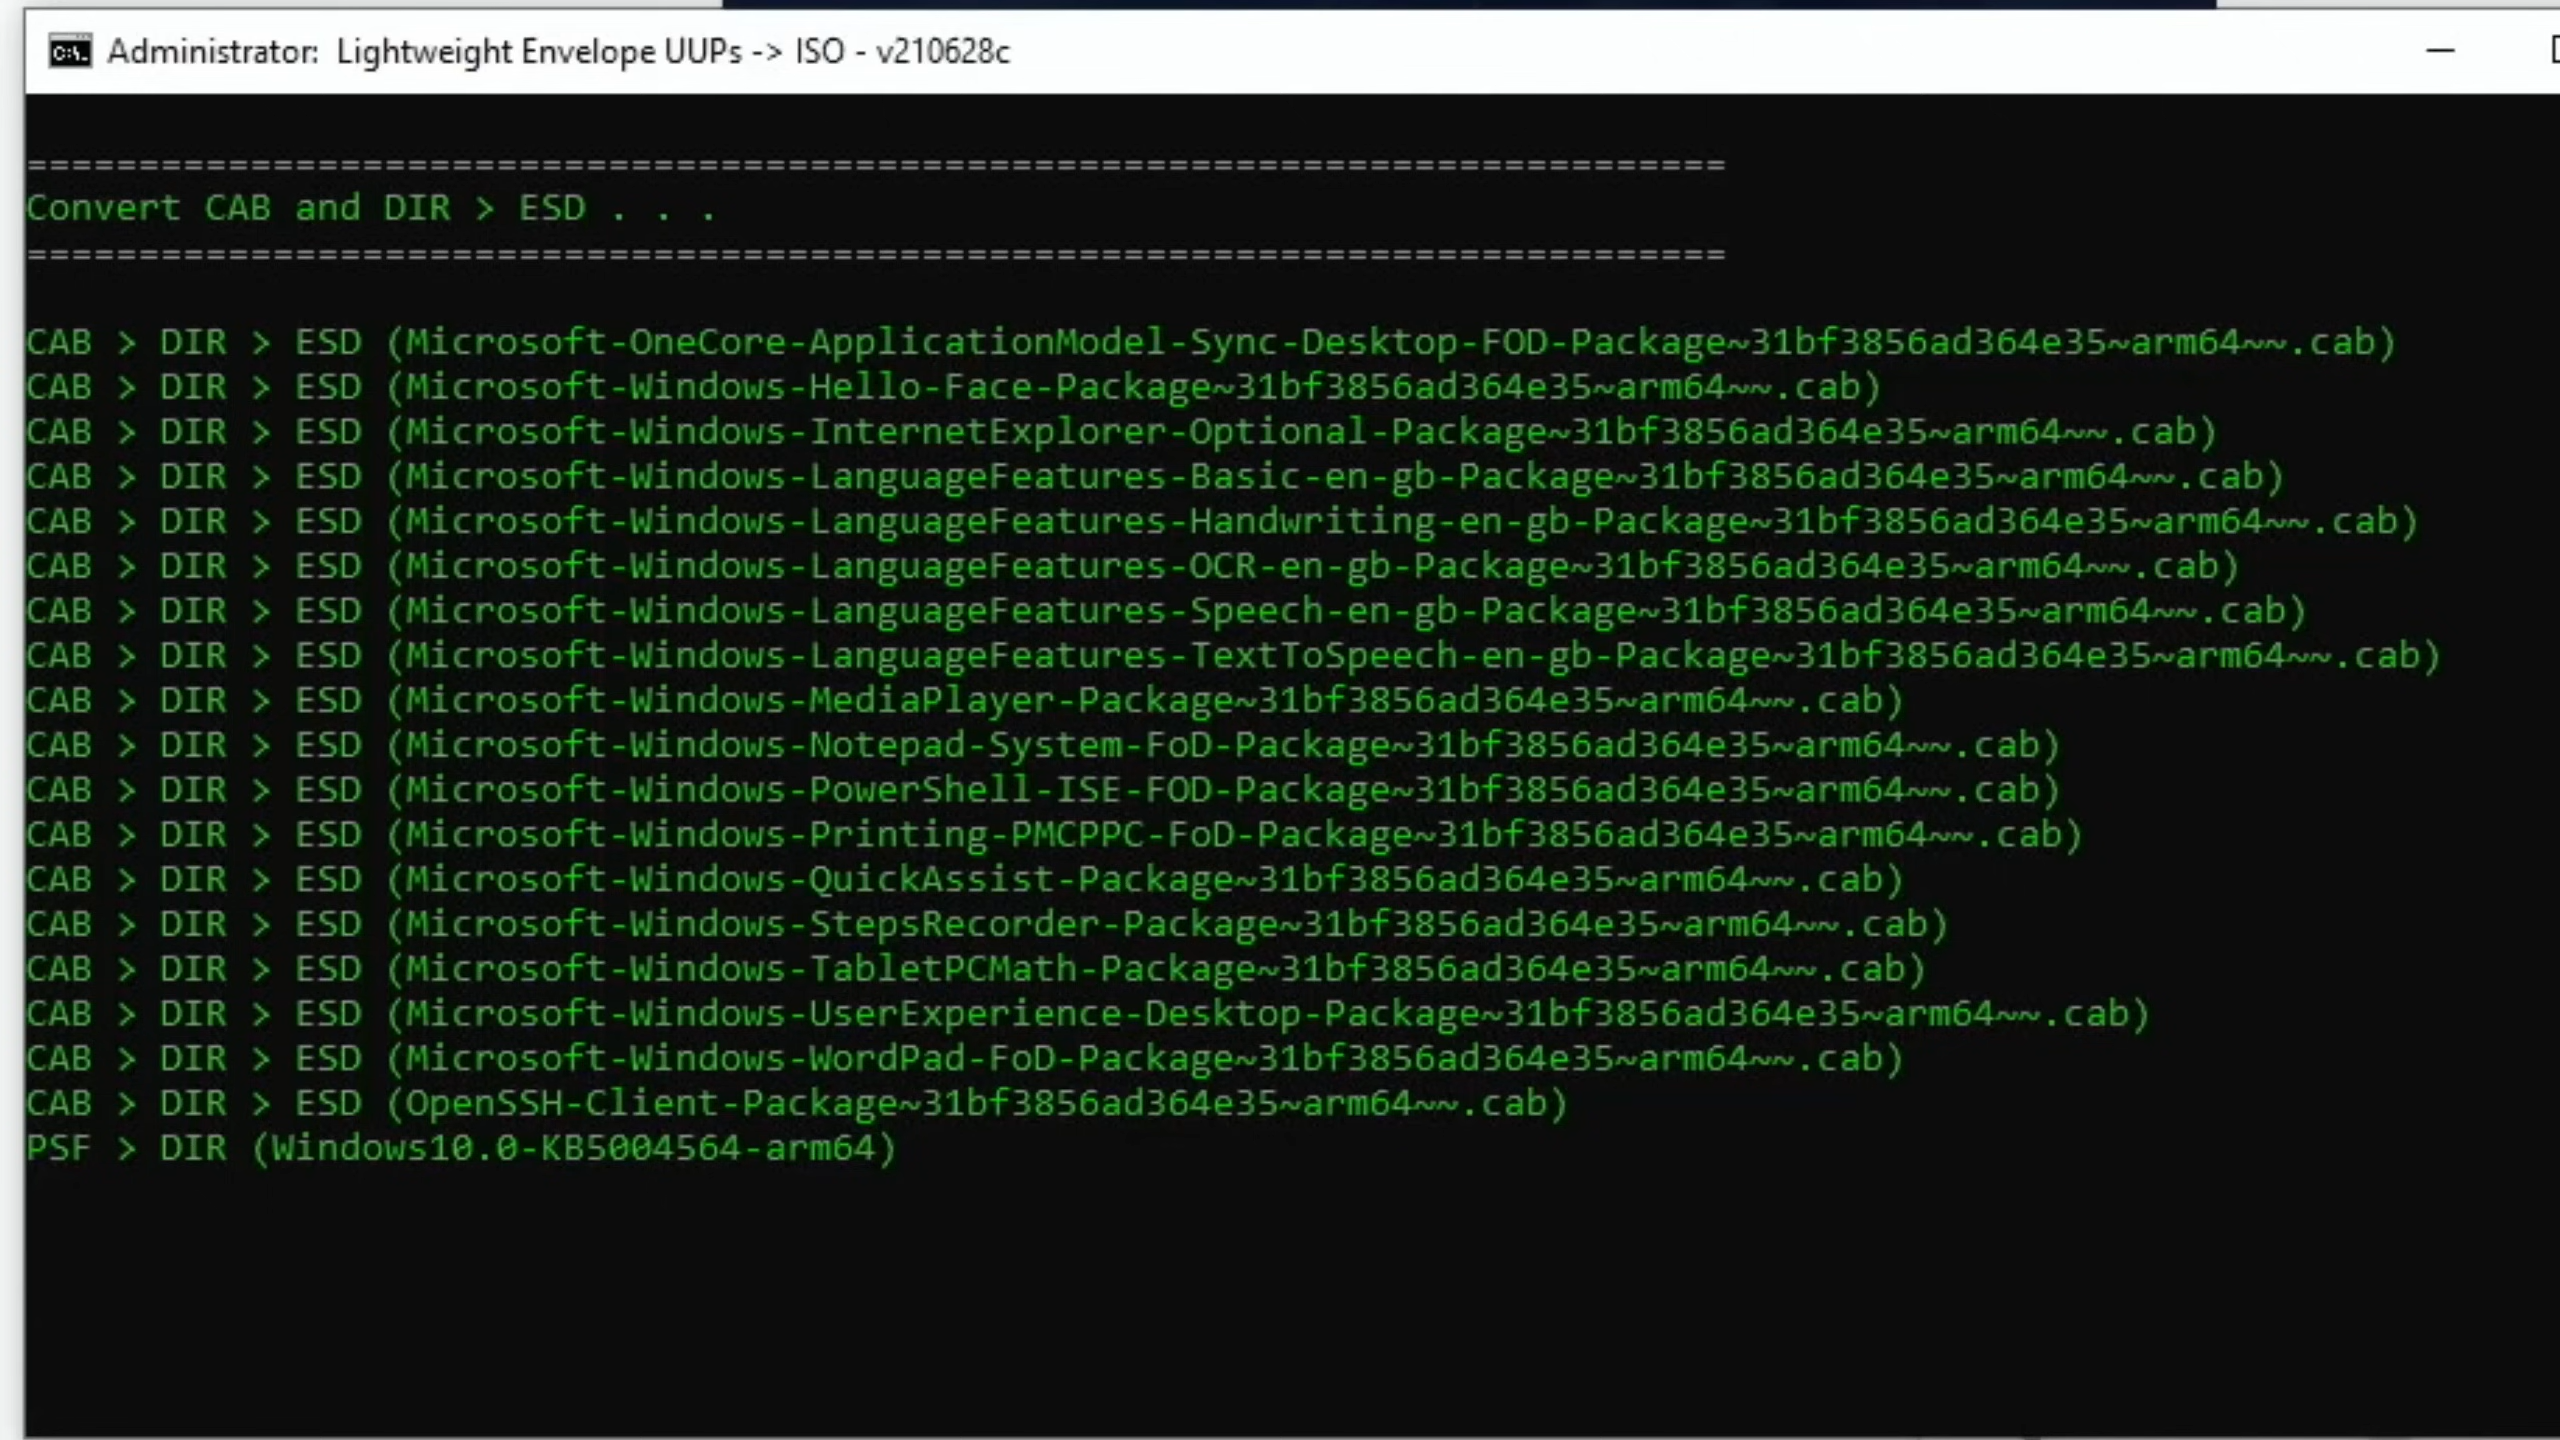 Administrator:  Lightweight Envelope UUPs -> ISO - v210628c
============================================================================
Convert CAB and DIR > ESD . . .
============================================================================
CAB > DIR > ESD (Microsoft-OneCore-ApplicationModel-Sync-Desktop-FOD-Package~31bf3856ad364e35~arm64~~.cab)
CAB > DIR > ESD (Microsoft-Windows-Hello-Face-Package~31bf3856ad364e35~arm64~~.cab)
CAB > DIR > ESD (Microsoft-Windows-InternetExplorer-Optional-Package~31bf3856ad364e35~arm64~~.cab)
CAB > DIR > ESD (Microsoft-Windows-LanguageFeatures-Basic-en-gb-Package~31bf3856ad364e35~arm64~~.cab)
CAB > DIR > ESD (Microsoft-Windows-LanguageFeatures-Handwriting-en-gb-Package~31bf3856ad364e35~arm64~~.cab)
CAB > DIR > ESD (Microsoft-Windows-LanguageFeatures-OCR-en-gb-Package~31bf3856ad364e35~arm64~~.cab)
CAB > DIR > ESD (Microsoft-Windows-LanguageFeatures-Speech-en-gb-Package~31bf3856ad364e35~arm64~~.cab)
CAB > DIR > ESD (Microsoft-Windows-LanguageFeatures-TextToSpeech-en-gb-Package~31bf3856ad364e35~arm64~~.cab)
CAB > DIR > ESD (Microsoft-Windows-MediaPlayer-Package~31bf3856ad364e35~arm64~~.cab)
CAB > DIR > ESD (Microsoft-Windows-Notepad-System-FoD-Package~31bf3856ad364e35~arm64~~.cab)
CAB > DIR > ESD (Microsoft-Windows-PowerShell-ISE-FOD-Package~31bf3856ad364e35~arm64~~.cab)
CAB > DIR > ESD (Microsoft-Windows-Printing-PMCPPC-FoD-Package~31bf3856ad364e35~arm64~~.cab)
CAB > DIR > ESD (Microsoft-Windows-QuickAssist-Package~31bf3856ad364e35~arm64~~.cab)
CAB > DIR > ESD (Microsoft-Windows-StepsRecorder-Package~31bf3856ad364e35~arm64~~.cab)
CAB > DIR > ESD (Microsoft-Windows-TabletPCMath-Package~31bf3856ad364e35~arm64~~.cab)
CAB > DIR > ESD (Microsoft-Windows-UserExperience-Desktop-Package~31bf3856ad364e35~arm64~~.cab)
CAB > DIR > ESD (Microsoft-Windows-WordPad-FoD-Package~31bf3856ad364e35~arm64~~.cab)
CAB > DIR > ESD (OpenSSH-Client-Package~31bf3856ad364e35~arm64~~.cab)
PSF > DIR (Windows10.0-KB5004564-arm64)